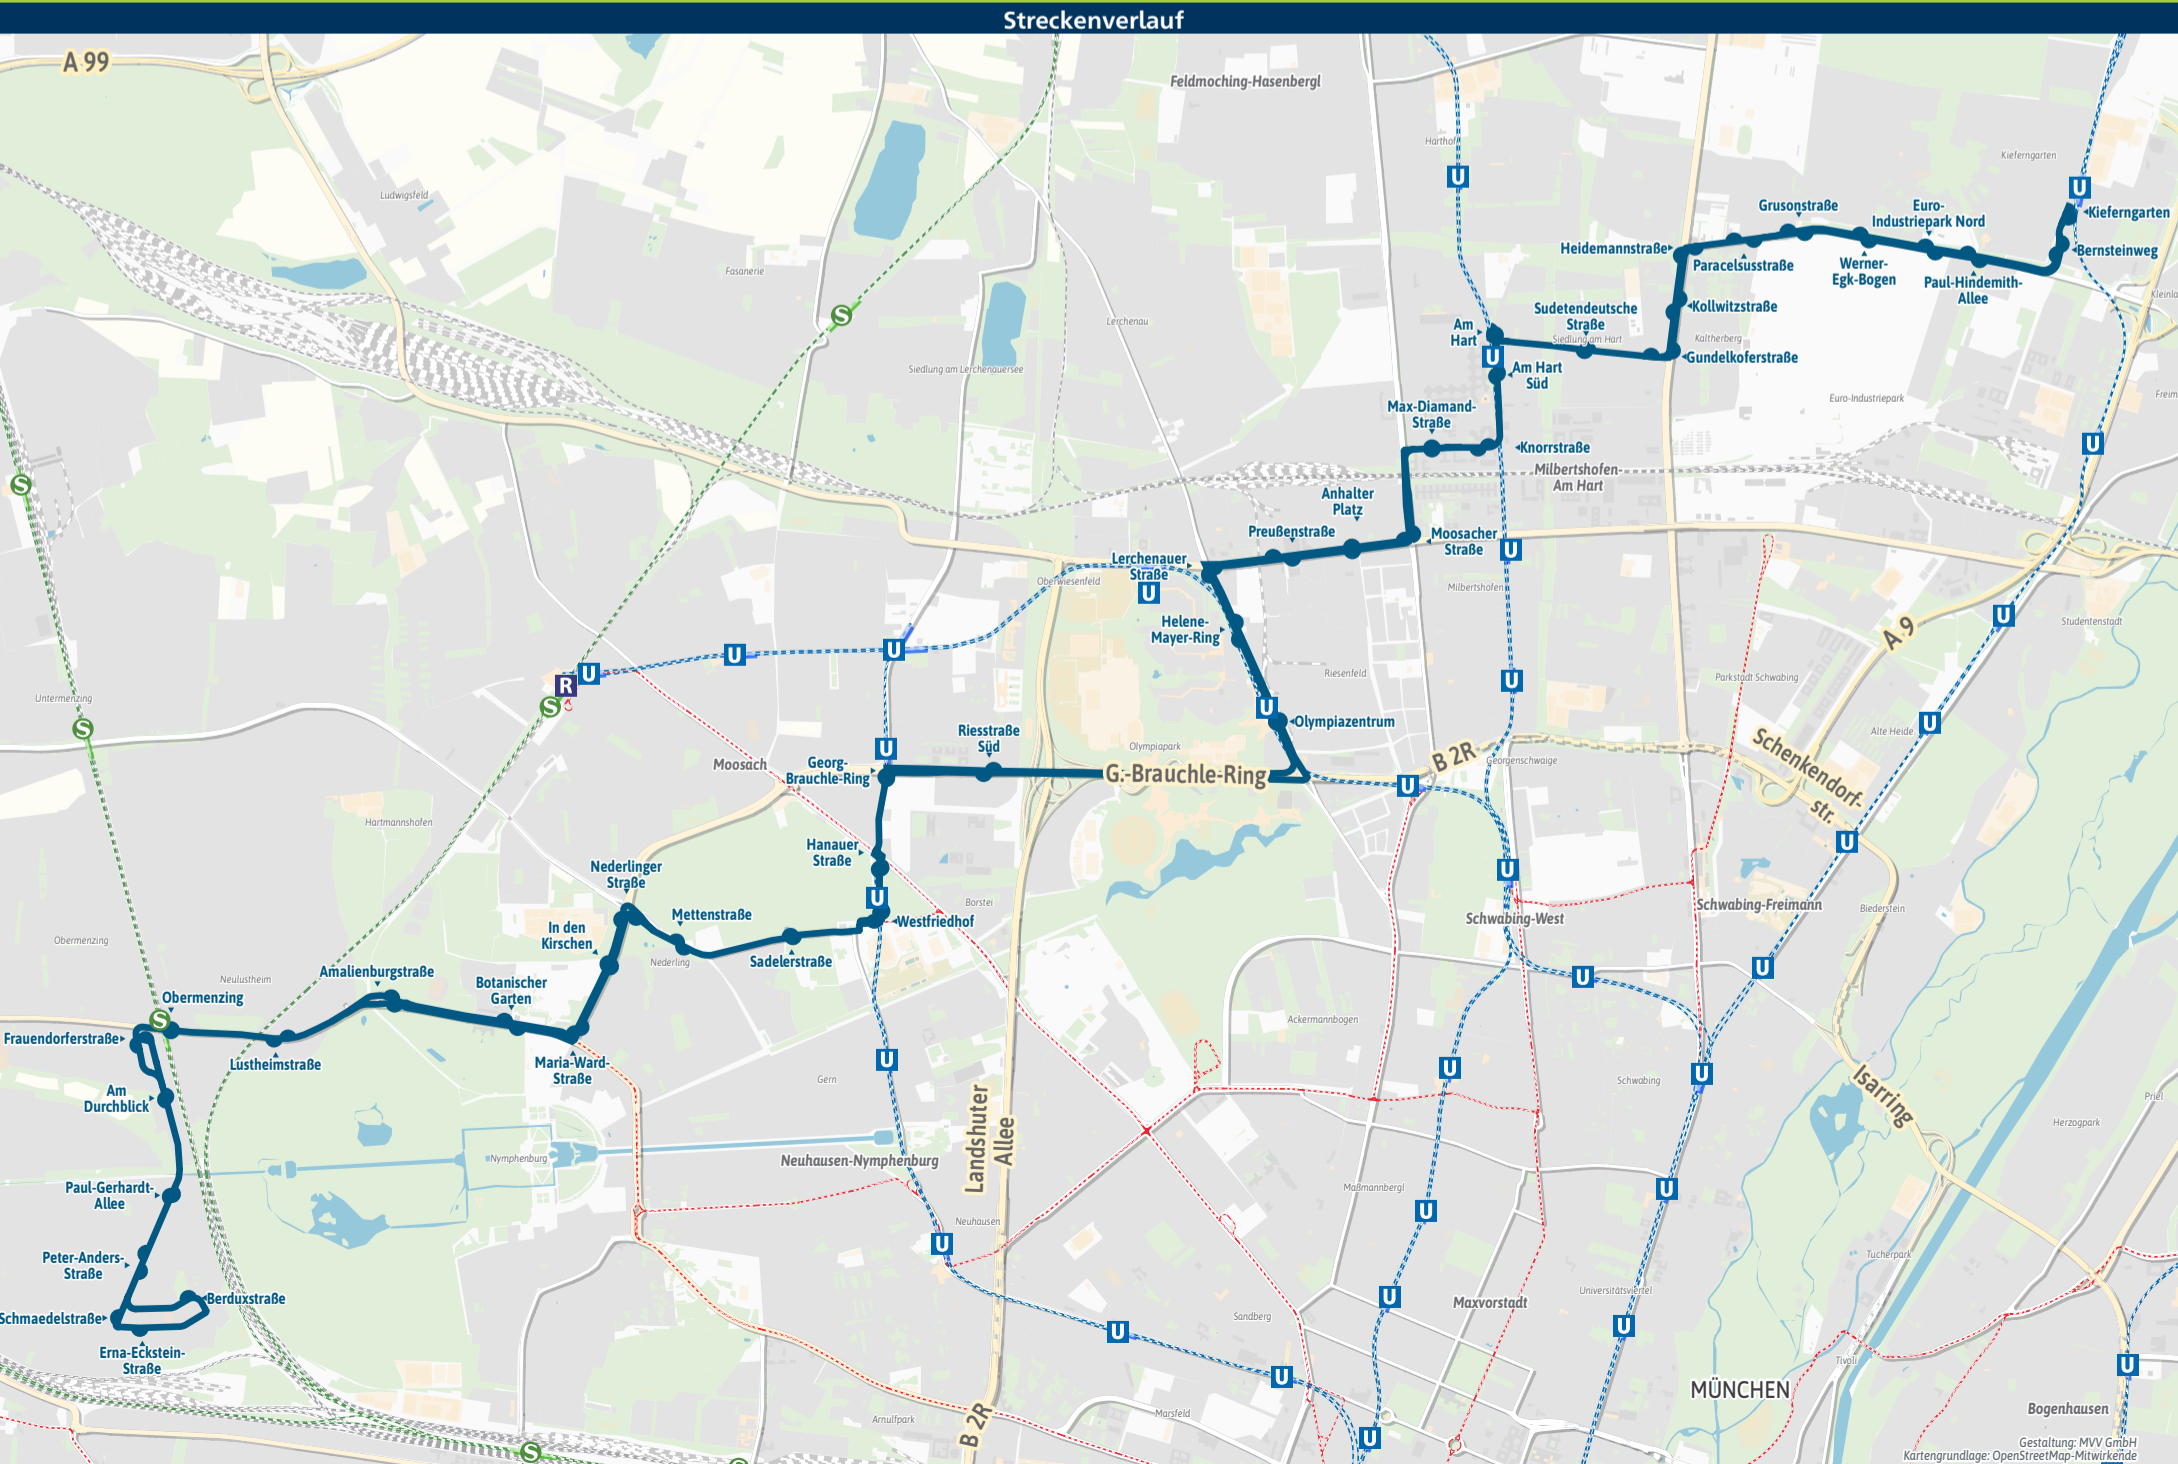 Streckenverlauf
A 99
Feldmoching-Hasenbergl
Harthof
Kieferngarten
U
Ludwigsfeld
U
Grusonstraße
Euro-
Industriepark Nord
Kieferngarten
Heidemannstraße
Bernsteinweg
Fasanerie
Paracelsusstraße
Werner-
Egk-Bogen
Paul-Hindemith-
Allee
S
Lerchenau
Am
Hart
Sudetendeutsche
Straße
Siedlung am Hart
Kollwitzstraße
Kaltherberg
U
Gundelkoferstraße
Siedlung am Lerchenauersee
Am Hart
Süd
Max-Diamand-
Straße
Euro-Industriepark
Freim
Knorrstraße
U
Milbertshofen-
Am Hart
S
Anhalter
Platz
Preußenstraße
Moosacher
Straße
U
Lerchenauer
Straße
Oberwiesenfeld
U
Milbertshofen
Helene-
Mayer-Ring
U
Studentenstadt
A 9
U
U
U
R
S
Riesenfeld
U
Parkstadt Schwabing
Untermenzing
S
U
Olympiazentrum
U
Alte Heide
Riesstraße
Süd
U
Olympiapark
B 2R
Georgenschwaige
Schenkendorf-
str.
Moosach
Georg-
Brauchle-Ring
G.-Brauchle-Ring
U
Hartmannshofen
Hanauer
Straße
U
U
Nederlinger
Straße
U
Borstei
Schwabing-West
Schwabing-Freimann
Biederstein
Mettenstraße
Westfriedhof
In den
Kirschen
Obermenzing
Nederling
Sadelerstraße
U
U
Neulustheim
Amalienburgstraße
Botanischer
Garten
Obermenzing
S
Ackermannbogen
Frauendorferstraße
Lustheimstraße
Maria-Ward-
Straße
U
U
U
Gern
Schwabing
Isarring
Am
Durchblick
Priel
Herzogpark
Landshuter
Allee
Nymphenburg
Neuhausen-Nymphenburg
Paul-Gerhardt-
Allee
Maßmannbergl
U
U
Neuhausen
U
Peter-Anders-
Straße
Tucherpark
Berduxstraße
U
Universitätsviertel
Maxvorstadt
Schmaedelstraße
Sandberg
U
U
Erna-Eckstein-
Straße
Tivoli
U
U
MÜNCHEN
Arnulfpark
Marsfeld
Bogenhausen
B 2R
U
S
Gestaltung: MVV GmbH
Kartengrundlage: OpenStreetMap-Mitwirkende